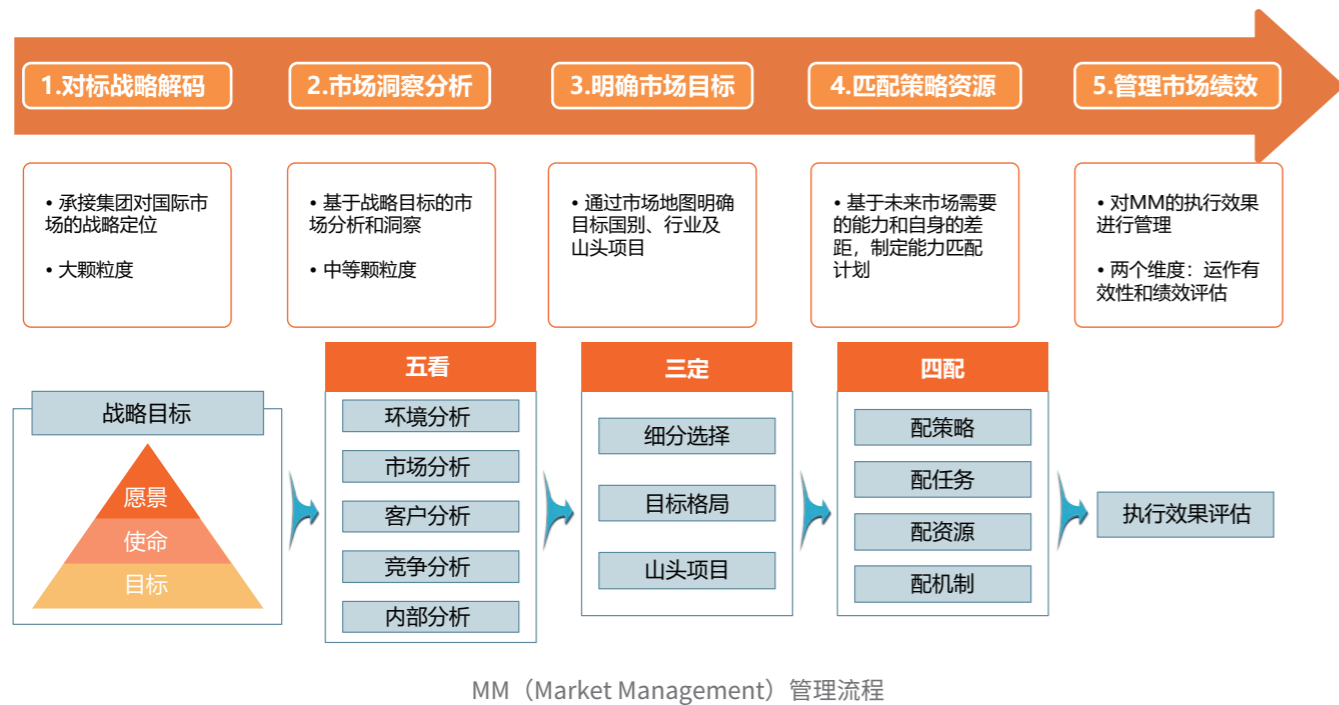 1.对标战略解码
2.市场洞察分析
3.明确市场目标
4.匹配策略资源
5.管理市场绩效
• 承接集团对国际市
场的战略定位
• 大颗粒度
• 基于战略目标的市
场分析和洞察
• 中等颗粒度
• 通过市场地图明确
目标国别、行业及
山头项目
• 基于未来市场需要
的能力和自身的差
距，制定能力匹配
计划
• 对MM的执行效果
进行管理
• 两个维度：运作有
效性和绩效评估
战略目标
愿景
使命
目标
五看
环境分析
市场分析
客户分析
竞争分析
内部分析
三定
细分选择
目标格局
山头项目
四配
配策略
配任务
配资源
配机制
执行效果评估
MM（Market Management）管理流程